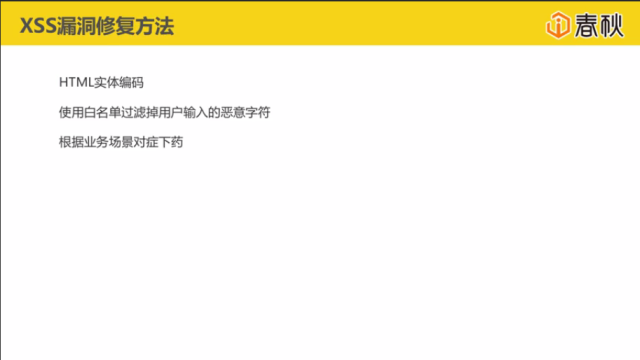 XSS漏洞修复方法
春秋
HTML实体编码
使用白名单过滤掉用户输入的恶意字符
根据业务场景对症下药